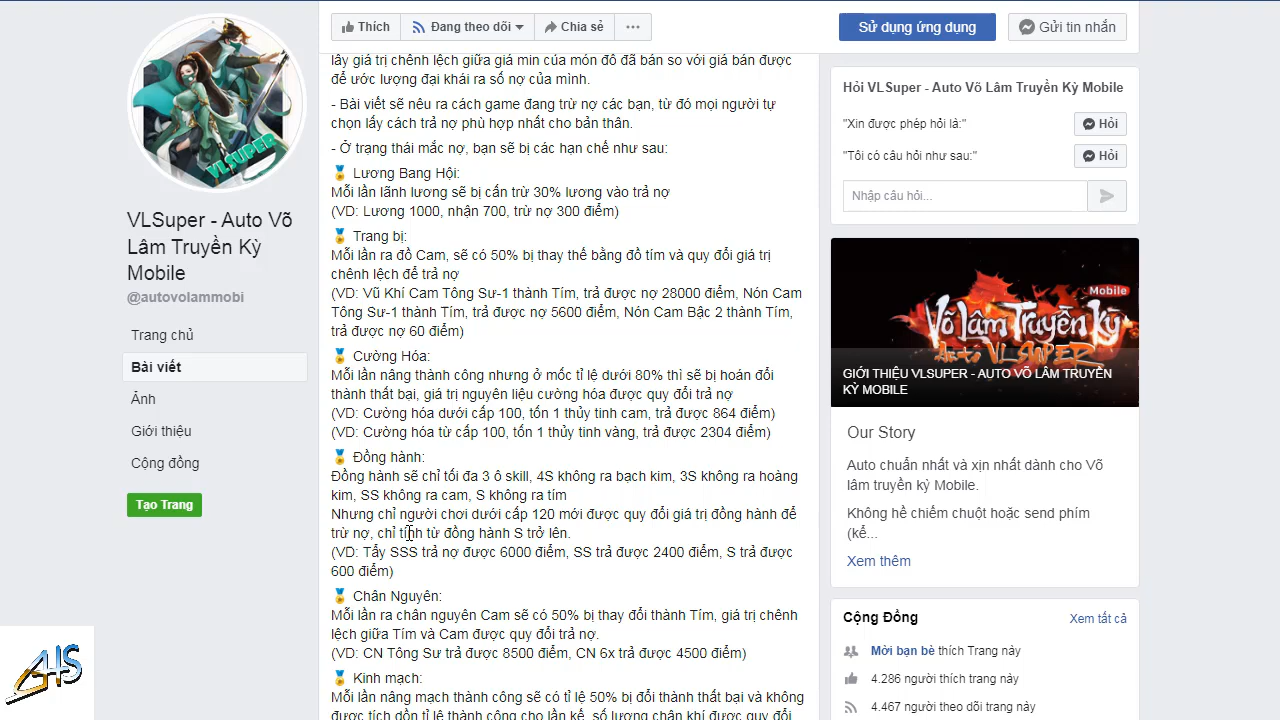 Thích
Đang theo dõi
Chia sẻ
Sử dụng ứng dụng
Gửi tin nhắn
VLSUPER
VLSuper - Auto Võ
Lâm Truyền Kỳ
Mobile
@autovolammobi
Trang chủ
Bài viết
Ảnh
Giới thiệu
Cộng đồng
Tạo Trang
lấy giá trị chênh lệch giữa giá min của món đồ đã bán so với giá bán được
để ước lượng đại khái ra số nợ của mình.
- Bài viết sẽ nêu ra cách game đang trừ nợ các bạn, từ đó mọi người tự
chọn lấy cách trả nợ phù hợp nhất cho bản thân.
- Ở trạng thái mắc nợ, bạn sẽ bị các hạn chế như sau:
Lương Bang Hội:
Mỗi lần lãnh lương sẽ bị cấn trừ 30% lương vào trả nợ
(VD: Lương 1000, nhận 700, trừ nợ 300 điểm)
Trang bị:
Mỗi lần ra đồ Cam, sẽ có 50% bị thay thế bằng đồ tím và quy đổi giá trị
chênh lệch để trả nợ
(VD: Vũ Khí Cam Tông Sư-1 thành Tím, trả được nợ 28000 điểm, Nón Cam
Tông Sư-1 thành Tím, trả được nợ 5600 điểm, Nón Cam Bậc 2 thành Tím,
trả được nợ 60 điểm)
Cường Hóa:
Mỗi lần nâng thành công nhưng ở mốc tỉ lệ dưới 80% thì sẽ bị hoán đổi
thành thất bại, giá trị nguyên liệu cường hóa được quy đổi trả nợ
(VD: Cường hóa dưới cấp 100, tốn 1 thủy tinh cam, trả được 864 điểm)
(VD: Cường hóa từ cấp 100, tốn 1 thủy tinh vàng, trả được 2304 điểm)
Đồng hành:
Đồng hành sẽ chỉ tối đa 3 ô skill, 4S không ra bạch kim, 3S không ra hoàng
kim, SS không ra cam, S không ra tím
Nhưng chỉ người chơi dưới cấp 120 mới được quy đổi giá trị đồng hành để
trừ nợ, chỉ tính từ đồng hành S trở lên.
(VD: Tẩy SSS trả nợ được 6000 điểm, SS trả được 2400 điểm, S trả được
600 điểm)
Chân Nguyên:
Mỗi lần ra chân nguyên Cam sẽ có 50% bị thay đổi thành Tím, giá trị chênh
lệch giữa Tím và Cam được quy đổi trả nợ.
(VD: CN Tông Sư trả được 8500 điểm, CN 6x trả được 4500 điểm)
Kinh mạch:
Mỗi lần nâng mạch thành công sẽ có tỉ lệ 50% bị đổi thành thất bại và không
được tích dồn tỉ lệ thành công cho lần kế, số lượng chân khí được quy đổi
Hỏi VLSuper - Auto Võ Lâm Truyền Kỳ Mobile
"Xin được phép hỏi là:"
Hỏi
"Tôi có câu hỏi như sau:"
Hỏi
Nhập câu hỏi...
Mobile
Võ Lâm Truyền Kỳ
Auto VLSUPER
GIỚI THIỆU VLSUPER - AUTO VÕ LÂM TRUYỀN
KỲ MOBILE
Our Story
Auto chuẩn nhất và xịn nhất dành cho Võ
lâm truyền kỳ Mobile.
Không hề chiếm chuột hoặc send phím
(kể...
Xem thêm
Cộng Đồng
Xem tất cả
Mời bạn bè thích Trang này
4.286 người thích trang này
4.467 người theo dõi trang này